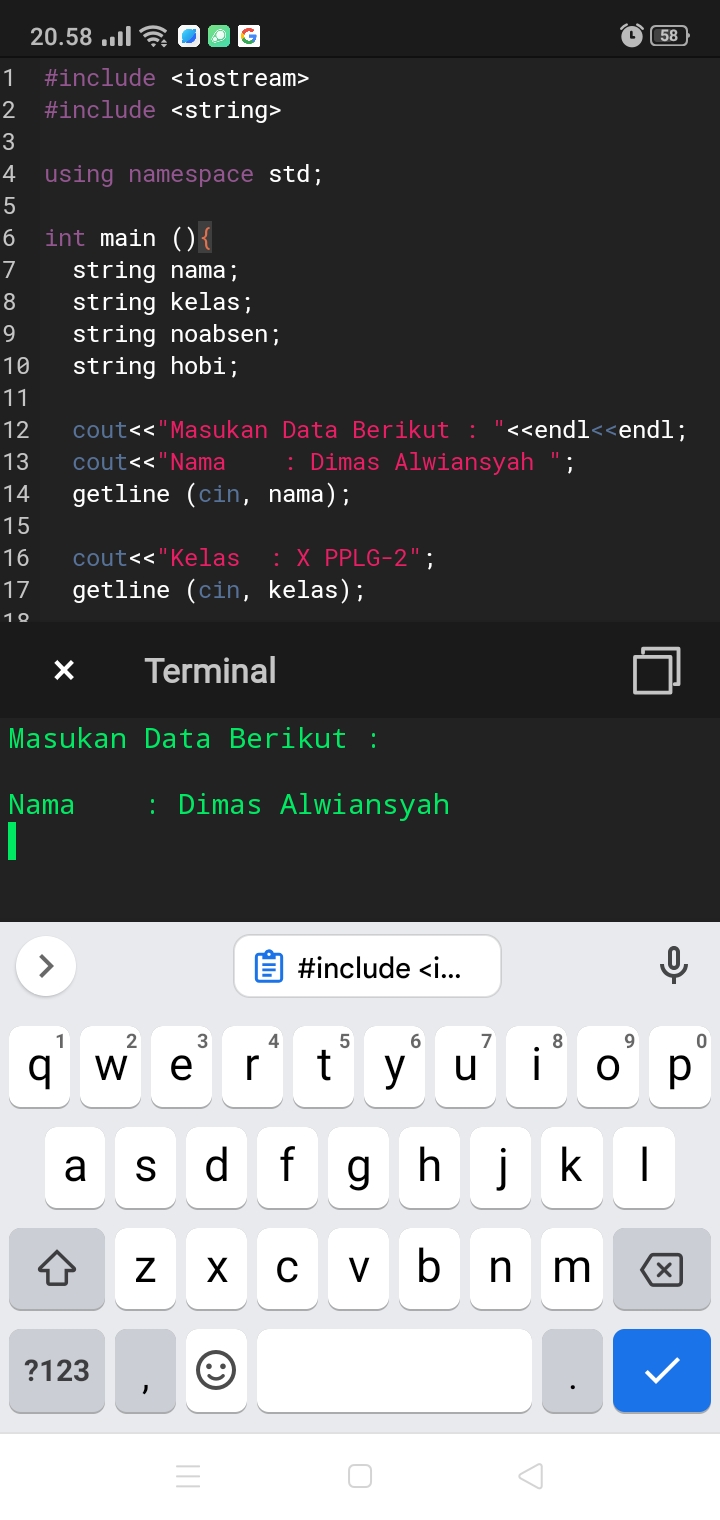 20.58 58
1 #include <iostream>
2 #include <string>
3
4 using namespace std;
5
6 int main (){
7   string nama;
8   string kelas;
9   string noabsen;
10   string hobi;
11
12   cout<<"Masukan Data Berikut : "<<endl<<endl;
13   cout<<"Nama    : Dimas Alwiansyah ";
14   getline (cin, nama);
15
16   cout<<"Kelas  : X PPLG-2";
17   getline (cin, kelas);
18
× Terminal
Masukan Data Berikut :
Nama    : Dimas Alwiansyah
#include <i...
1 2 3 4 5 6 7 8 9 0
q w e r t y u i o p
a s d f g h j k l
z x c v b n m
?123 , .